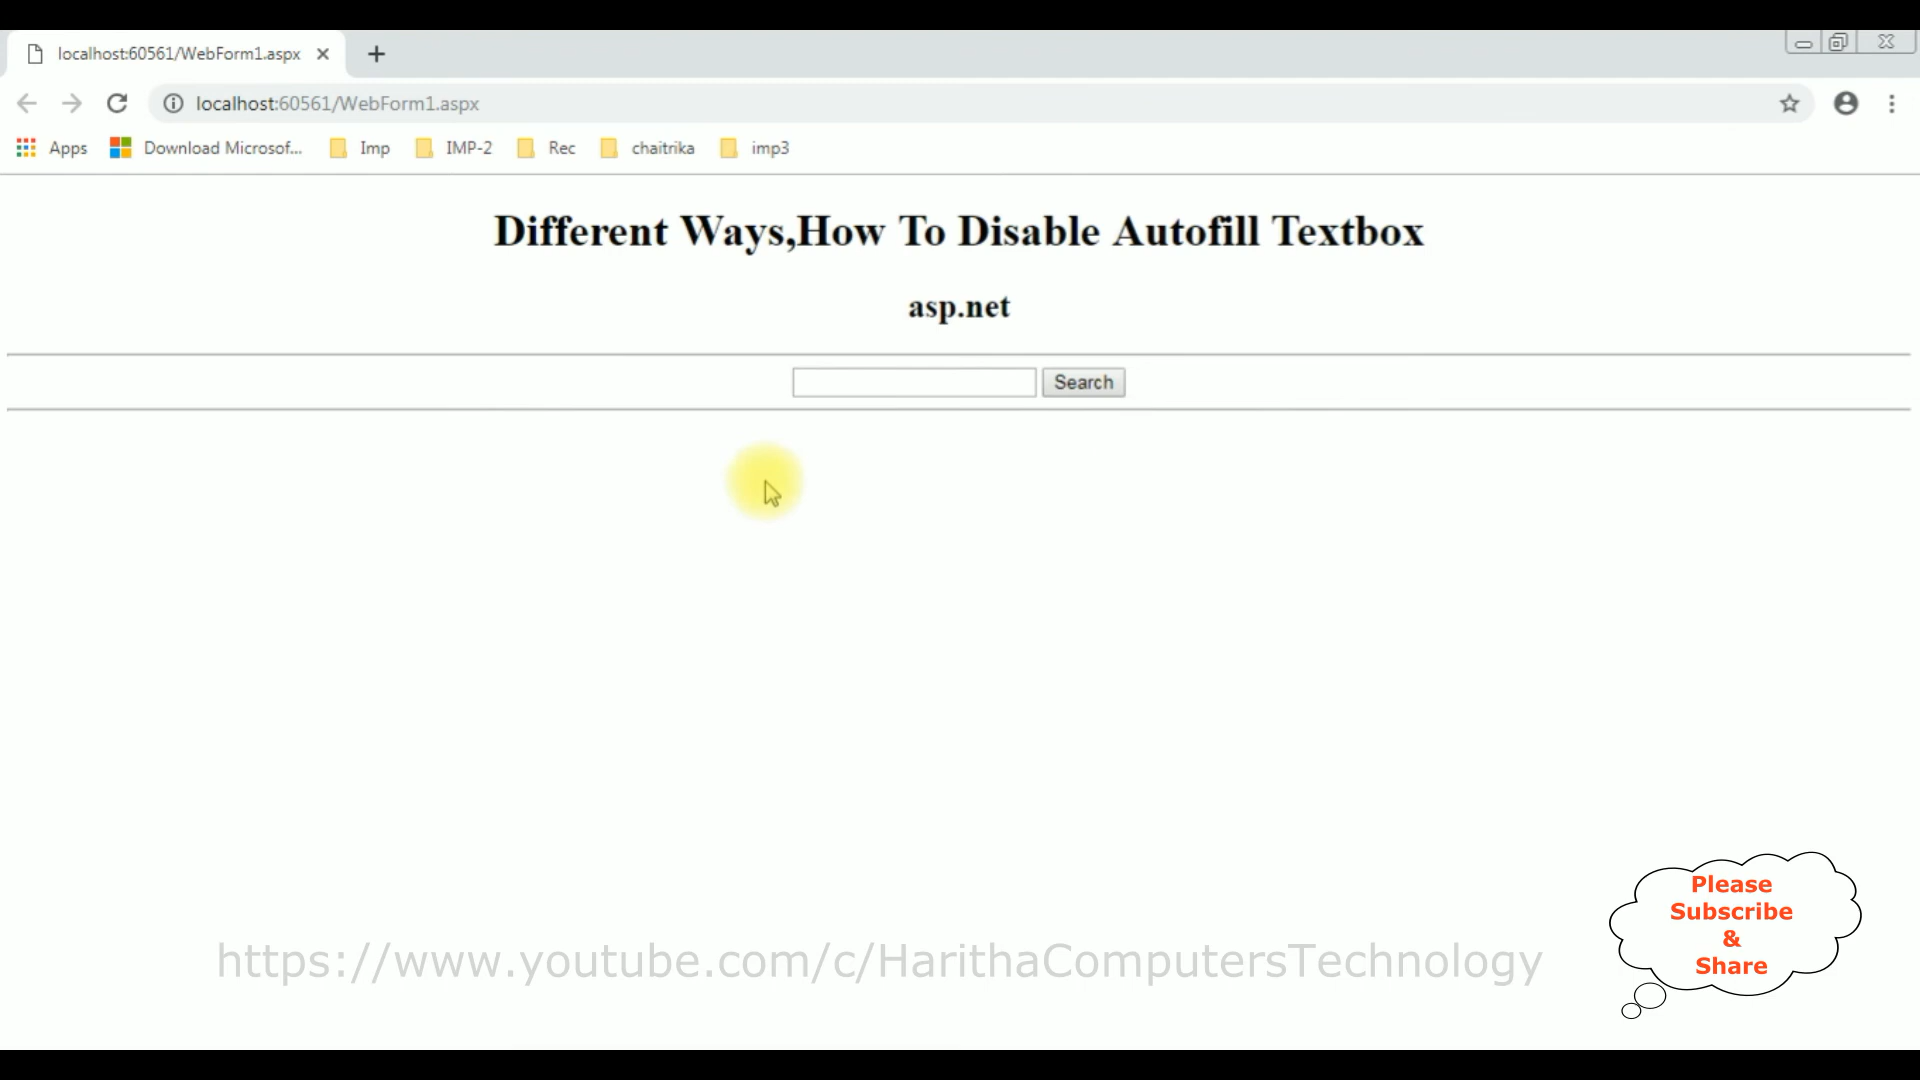 localhost:60561/WebForm1.aspx
localhost:60561/WebForm1.aspx
Apps Download Microsof... Imp IMP-2 Rec chaitrika imp3
Different Ways,How To Disable Autofill Textbox
asp.net
Search
Please
Subscribe
&
Share
https://www.youtube.com/c/HarithaComputersTechnology